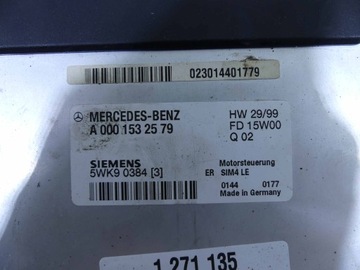 023014401779
MERCEDES-BENZ HW 29/99
A 000 153 25 79 FD 15W00
Q 02
SIEMENS Motorsteuerung
5WK9 0384 [3] ER SIM4 LE
0144 0177
Made in Germany
1 271 135